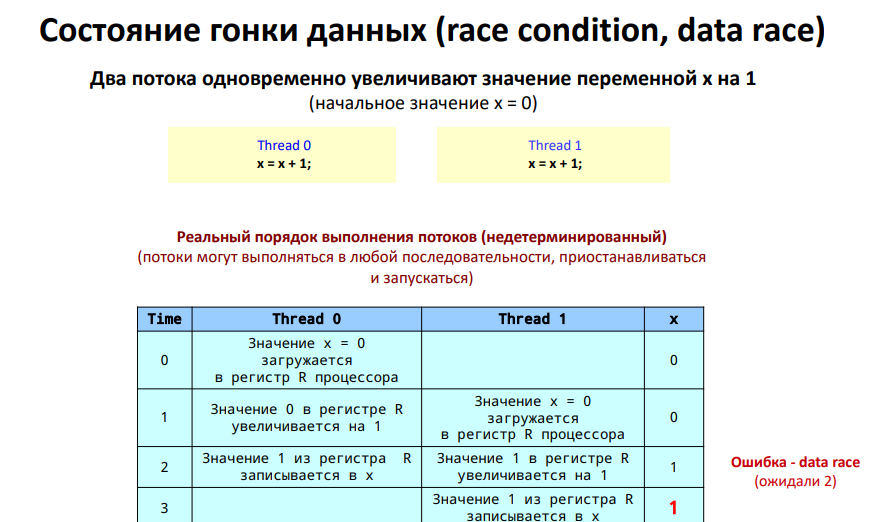 Состояние гонки данных (race condition, data race)
Два потока одновременно увеличивают значение переменной x на 1
(начальное значение x = 0)
Thread 0
x = x + 1;
Thread 1
x = x + 1;
Реальный порядок выполнения потоков (недетерминированный)
(потоки могут выполняться в любой последовательности, приостанавливаться
и запускаться)
Time Thread 0 Thread 1 x
0
Значение x = 0
загружается
в регистр R процессора
0
1
Значение 0 в регистре R
увеличивается на 1
Значение x = 0
загружается
в регистр R процессора
0
2
Значение 1 из регистра R
записывается в x
Значение 1 в регистре R
увеличивается на 1
1
3
Значение 1 из регистра R
записывается в x
1
Ошибка - data race
(ожидали 2)